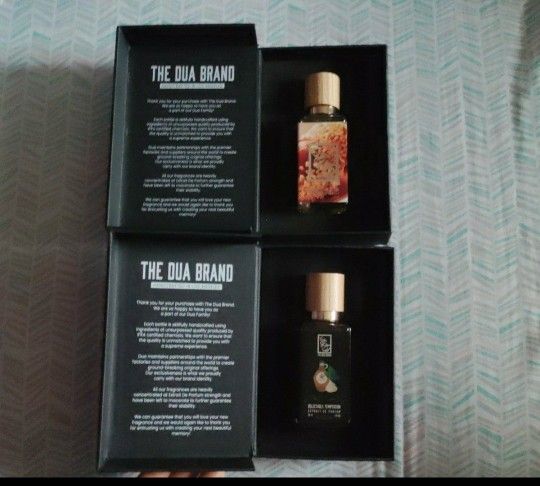 THE DUA BRAND
Thank you for your purchase with The Dua Brand.
We are so happy to have you as
a part of our Dua Family!
Each bottle is skillfully handcrafted using
ingredients of unsurpassed quality produced by
IFRA certified chemists. We want to ensure that
the quality is unmatched to provide you with
a supreme experience.
Dua maintains partnerships with the premier
factories and suppliers around the world to create
ground-breaking original offerings.
Our exclusiveness is what we proudly
carry with our brand identity.
All our fragrances are heavily
concentrated at Extrait De Parfum strength and
have been left to macerate to further guarantee
their stability.
We can guarantee that you will love your new
fragrance and we would again like to thank you
for entrusting us with creating your next beautiful
memory!
THE DUA BRAND
Thank you for your purchase with The Dua Brand.
We are so happy to have you as
a part of our Dua Family!
Each bottle is skillfully handcrafted using
ingredients of unsurpassed quality produced by
IFRA certified chemists. We want to ensure that
the quality is unmatched to provide you with
a supreme experience.
Dua maintains partnerships with the premier
factories and suppliers around the world to create
ground-breaking original offerings.
Our exclusiveness is what we proudly
carry with our brand identity.
All our fragrances are heavily
concentrated at Extrait De Parfum strength and
have been left to macerate to further guarantee
their stability.
We can guarantee that you will love your new
fragrance and we would again like to thank you
for entrusting us with creating your next beautiful
memory!
DELECTABLE TEMPTATION
EXTRAIT DE PARFUM